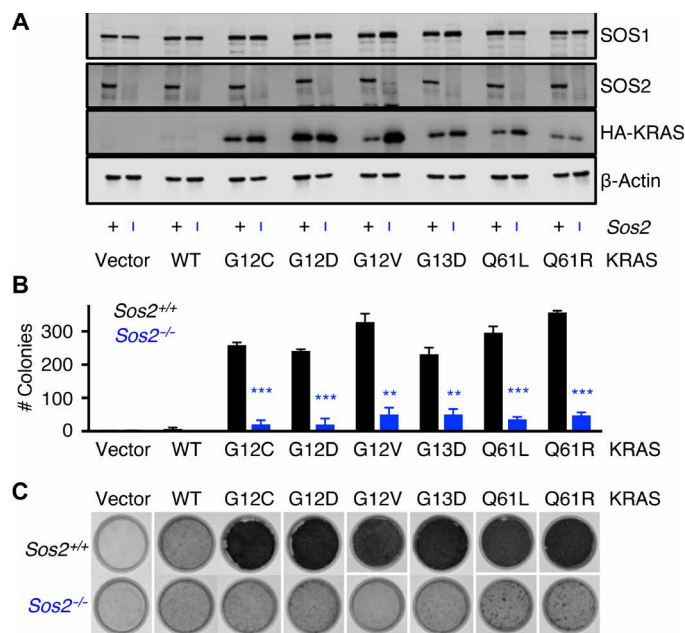 A
SOS1
SOS2
HA-KRAS
β-Actin
+ – + – + – + – + – + – + – + – Sos2
Vector WT G12C G12D G12V G13D Q61L Q61R KRAS
B
Sos2+/+
Sos2–/–
# Colonies
300
200
100
0
*** *** ** ** *** ***
Vector WT G12C G12D G12V G13D Q61L Q61R KRAS
C
Vector WT G12C G12D G12V G13D Q61L Q61R KRAS
Sos2+/+
Sos2–/–